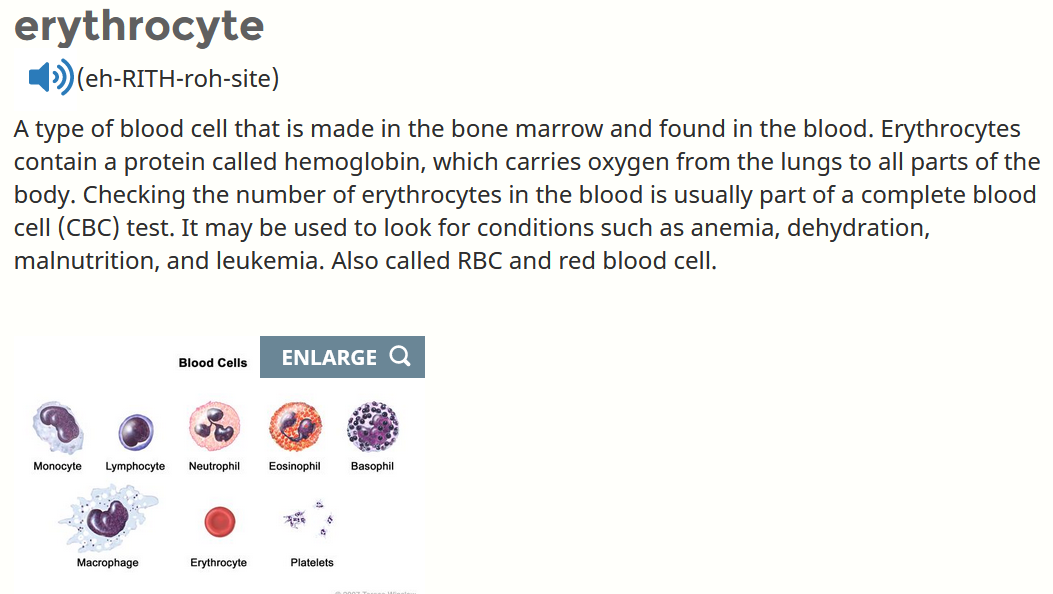 erythrocyte
(eh-RITH-roh-site)
A type of blood cell that is made in the bone marrow and found in the blood. Erythrocytes
contain a protein called hemoglobin, which carries oxygen from the lungs to all parts of the
body. Checking the number of erythrocytes in the blood is usually part of a complete blood
cell (CBC) test. It may be used to look for conditions such as anemia, dehydration,
malnutrition, and leukemia. Also called RBC and red blood cell.
Blood Cells
ENLARGE
Monocyte Lymphocyte Neutrophil Eosinophil Basophil
Macrophage Erythrocyte Platelets